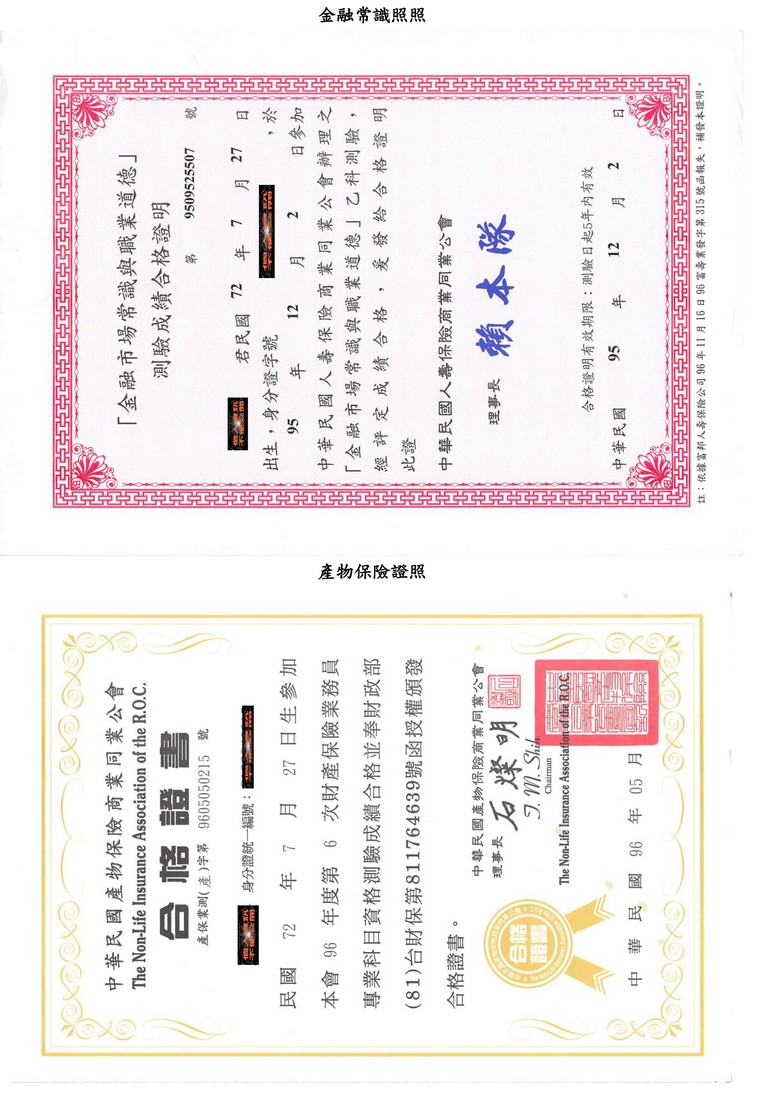 金融常識照照
「金融市場常識與職業道德」
測驗成績合格證明
第 9509525507 號
君民國 72 年 7 月 27 日
出生，身分證字號 ，於
95 年 12 月 2 日參加
中華民國人壽保險商業同業公會辦理之
「金融市場常識與職業道德」乙科測驗，
經評定成績合格，爰發給合格證明
此證
中華民國人壽保險商業同業公會
理事長 賴本隊
合格證明有效期限：測驗日起5年內有效
中華民國 95 年 12 月 2 日
註：依據富邦人壽保險公司96年11月16日96富壽業發字第315號函報失，補發本證明。
產物保險證照
中華民國產物保險商業同業公會
The Non-Life Insurance Association of the R.O.C.
合格證書
產保業測(產)字第 9605050215 號
身分證統一編號：
民國 72 年 7 月 27 日生參加
本會 96 年度第 6 次財產保險業務員
專業科目資格測驗成績合格並奉財政部
(81)台財保第811764639號函授權頒發
合格證書。
中華民國產物保險商業同業公會
理事長 石燦明
J. M. Shih
Chairman
The Non-Life Insurance Association of the R.O.C.
合格
證書
中華民國 96 年 05 月